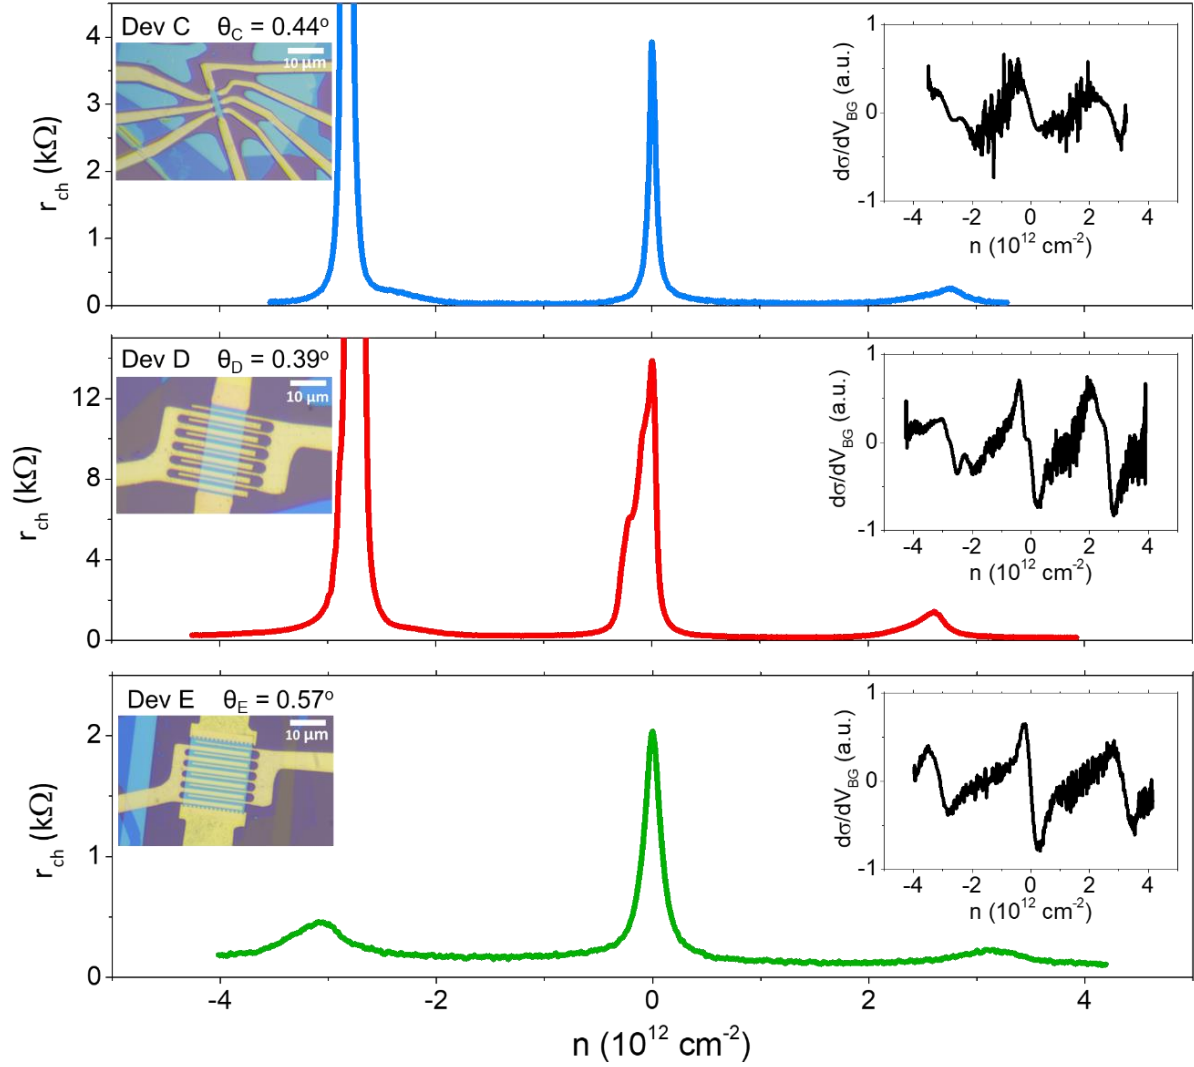 Dev C θC = 0.44o
10 μm
4
3
2
1
0
rch (kΩ)
1
0
-1
dσ/dVBG (a.u.)
-4 -2 0 2 4
n (10^12 cm^-2)
Dev D θD = 0.39o
10 μm
12
8
4
0
rch (kΩ)
1
0
-1
dσ/dVBG (a.u.)
-4 -2 0 2 4
n (10^12 cm^-2)
Dev E θE = 0.57o
10 μm
2
1
0
rch (kΩ)
1
0
-1
dσ/dVBG (a.u.)
-4 -2 0 2 4
n (10^12 cm^-2)
-4 -2 0 2 4
n (10^12 cm^-2)